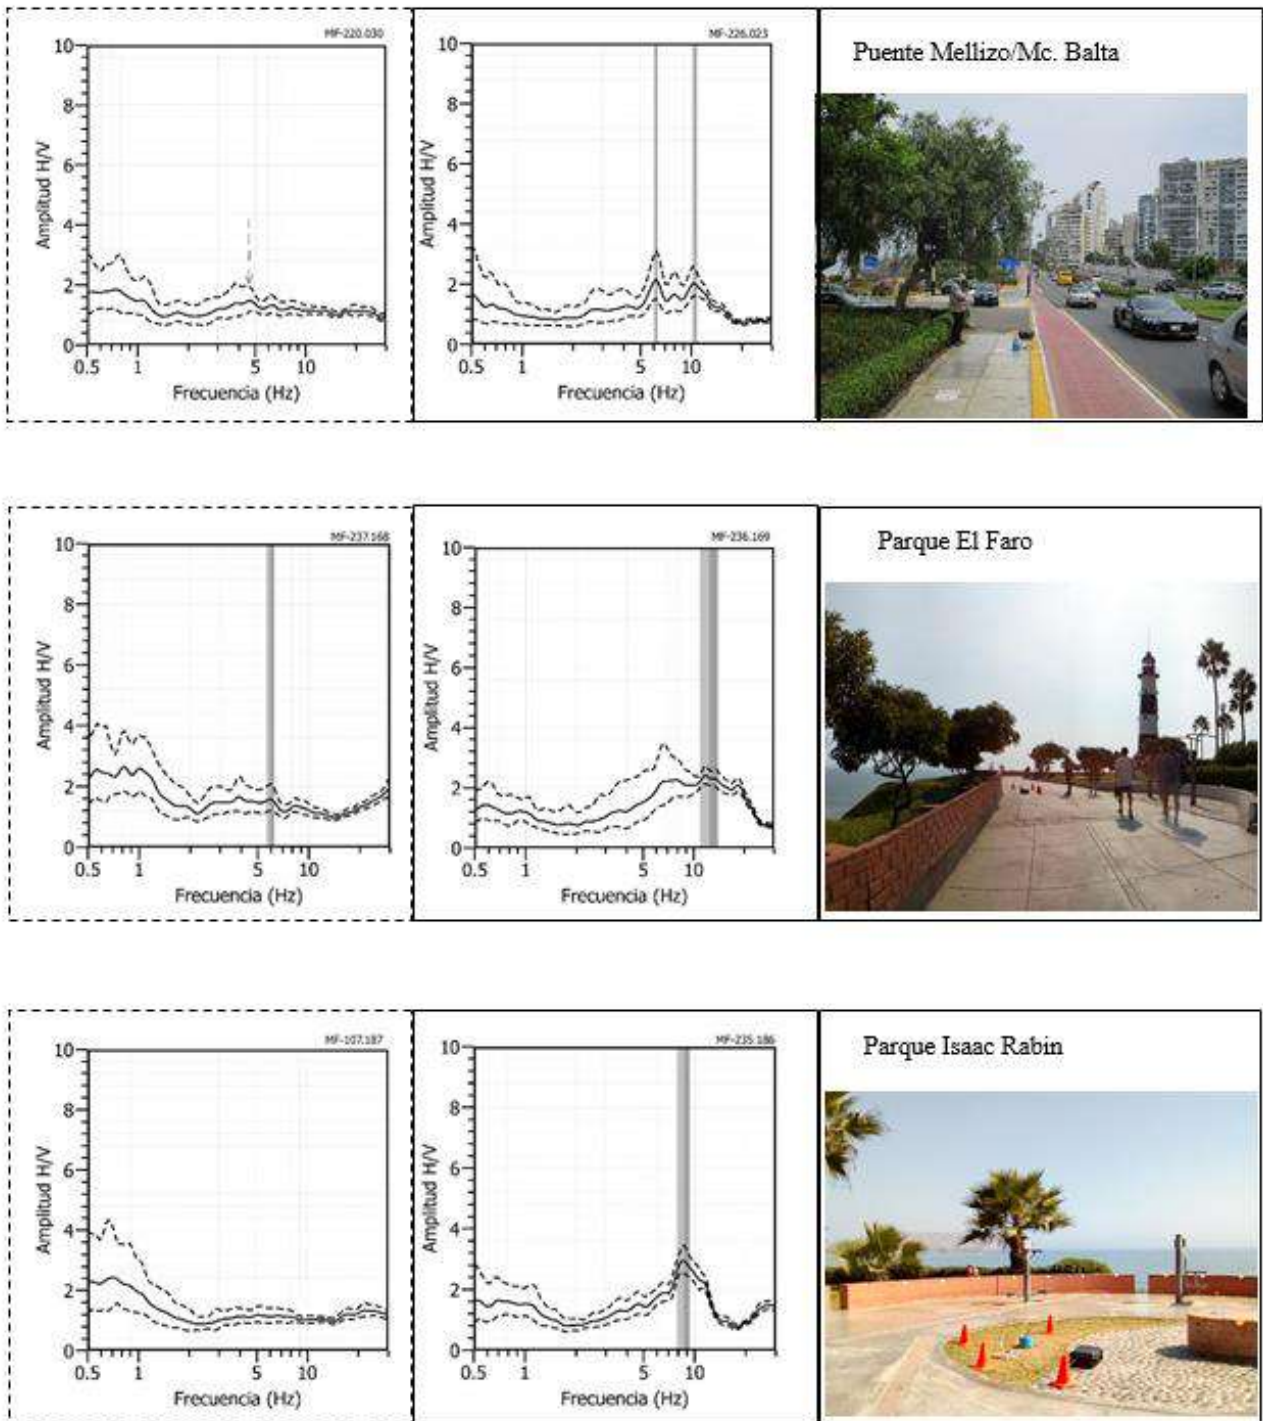 MF-220.030
10
8
6
4
2
0
Amplitud H/V
0.5 1 5 10
Frecuencia (Hz)
MF-226.023
10
8
6
4
2
0
Amplitud H/V
0.5 1 5 10
Frecuencia (Hz)
Puente Mellizo/Mc. Balta
MF-237.168
10
8
6
4
2
0
Amplitud H/V
0.5 1 5 10
Frecuencia (Hz)
MF-236.169
10
8
6
4
2
0
Amplitud H/V
0.5 1 5 10
Frecuencia (Hz)
Parque El Faro
MF-107.187
10
8
6
4
2
0
Amplitud H/V
0.5 1 5 10
Frecuencia (Hz)
MF-235.186
10
8
6
4
2
0
Amplitud H/V
0.5 1 5 10
Frecuencia (Hz)
Parque Isaac Rabin